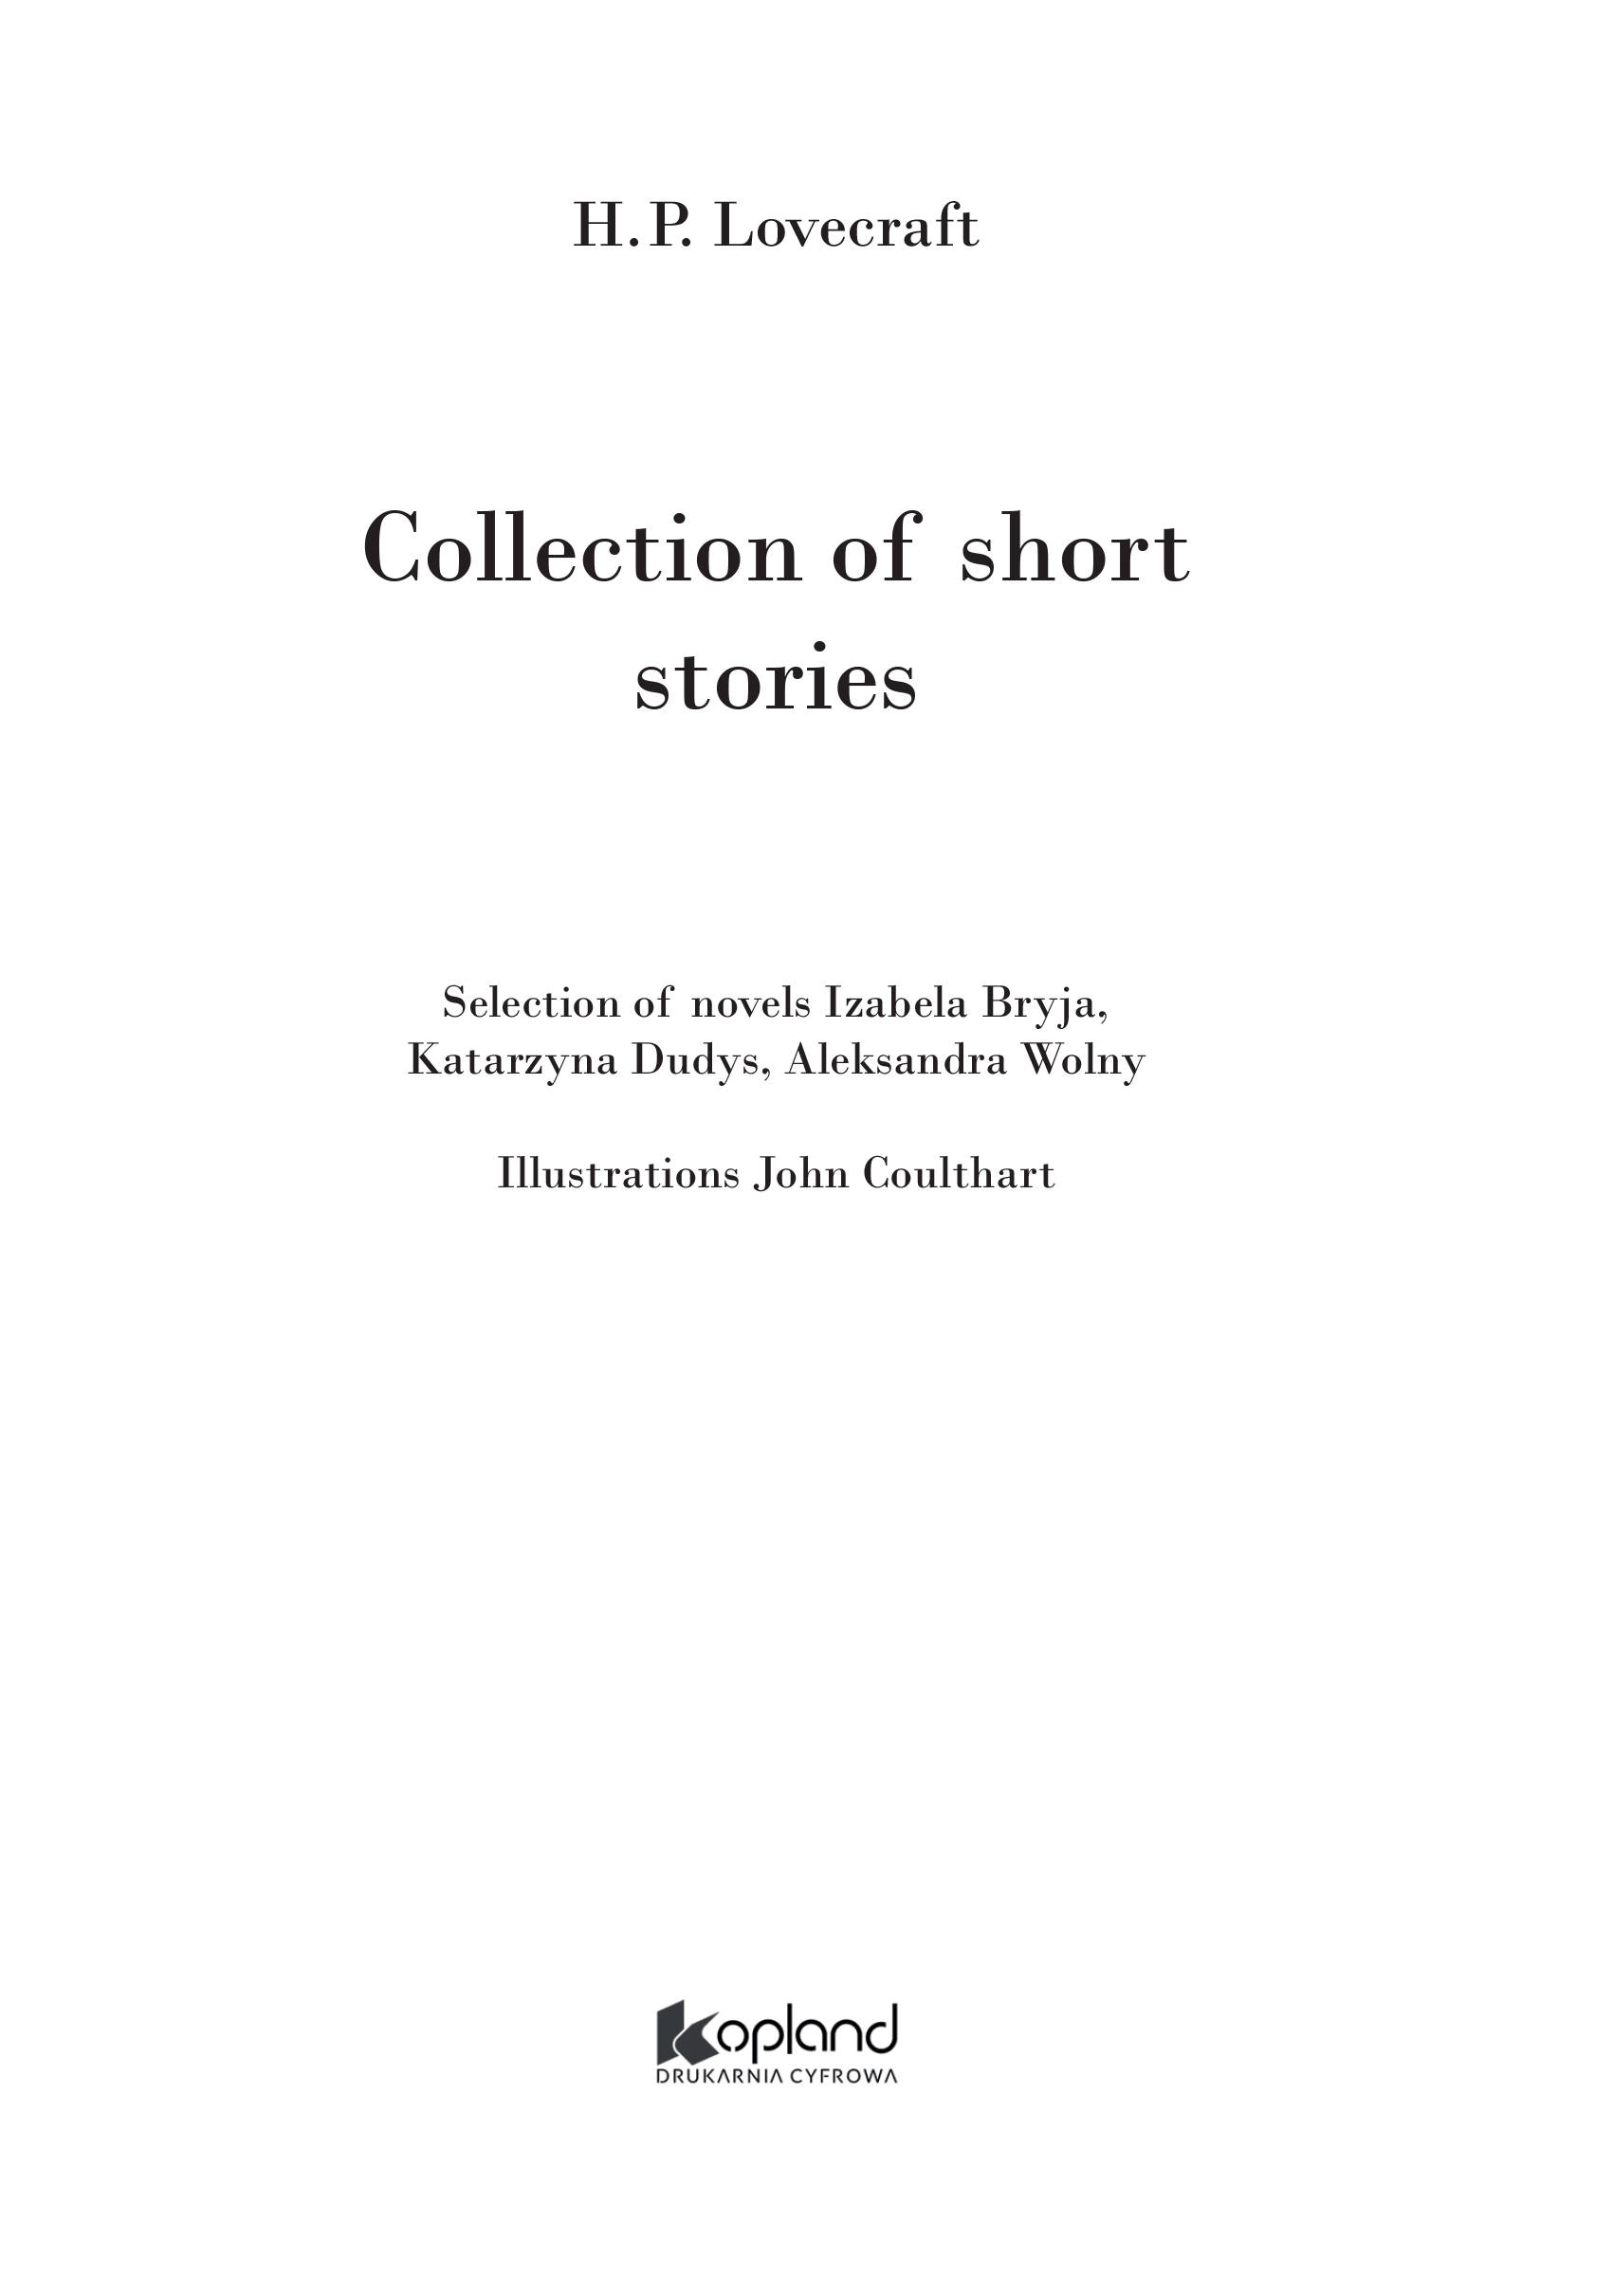 H.P. Lovecraft
Collection of short
stories
Selection of novels Izabela Bryja,
Katarzyna Dudys, Aleksandra Wolny
Illustrations John Coulthart
kopland
DRUKARNIA CYFROWA